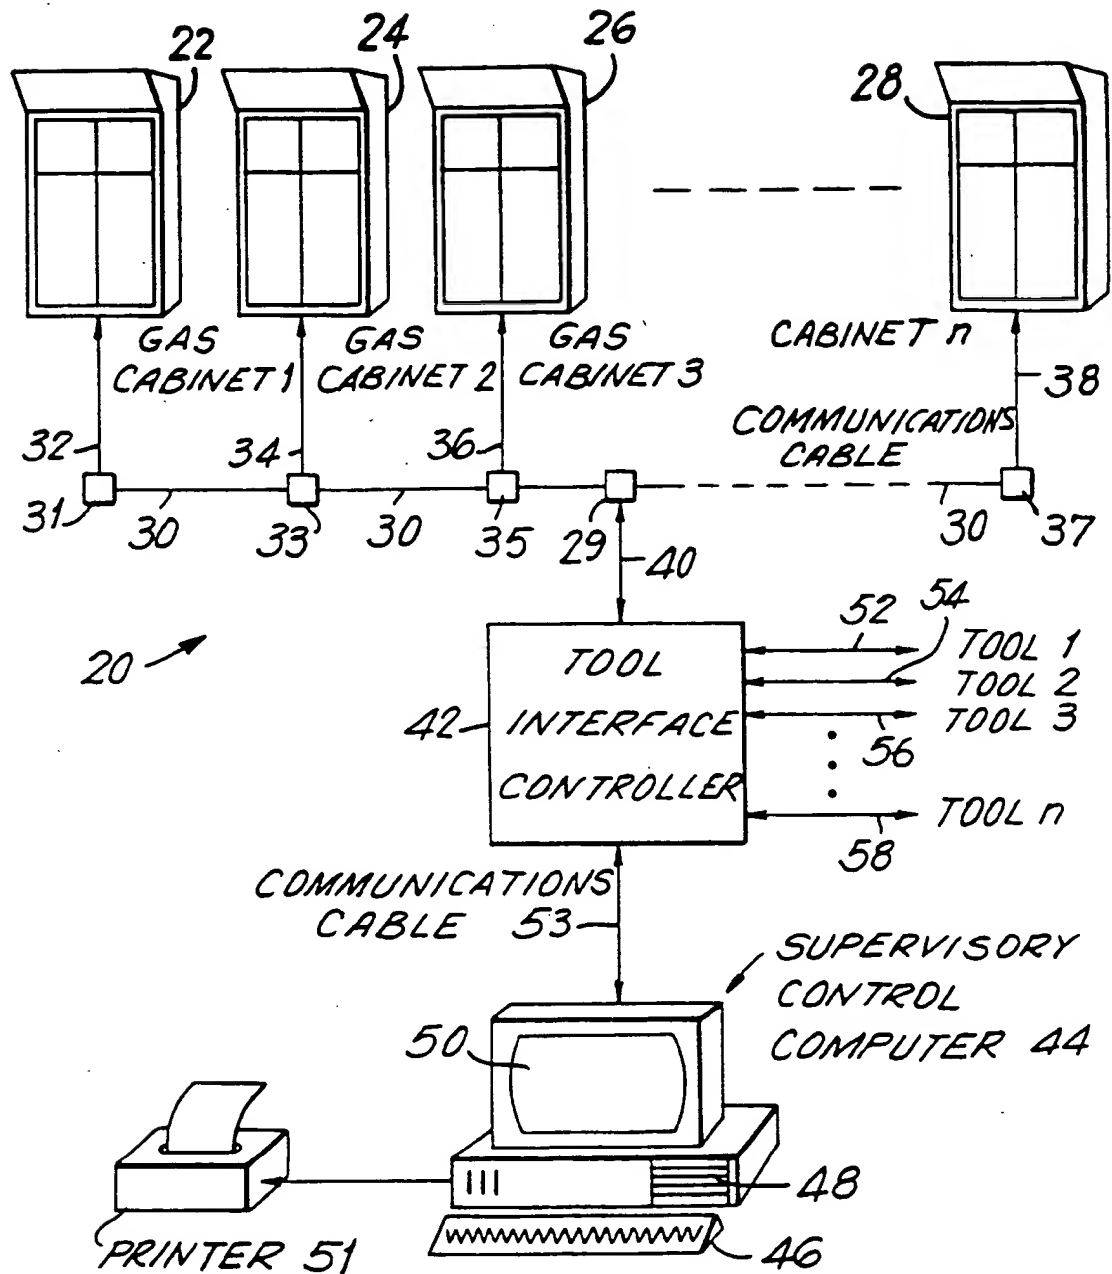 22
24
26
28
GAS CABINET 1
GAS CABINET 2
GAS CABINET 3
CABINET n
32
34
36
38
COMMUNICATIONS CABLE
31
30
33
30
35
29
30
37
40
20
42
TOOL
INTERFACE
CONTROLLER
52
54
TOOL 1
TOOL 2
TOOL 3
56
TOOL n
58
COMMUNICATIONS
CABLE 53
SUPERVISORY
CONTROL
COMPUTER 44
50
48
46
PRINTER 51